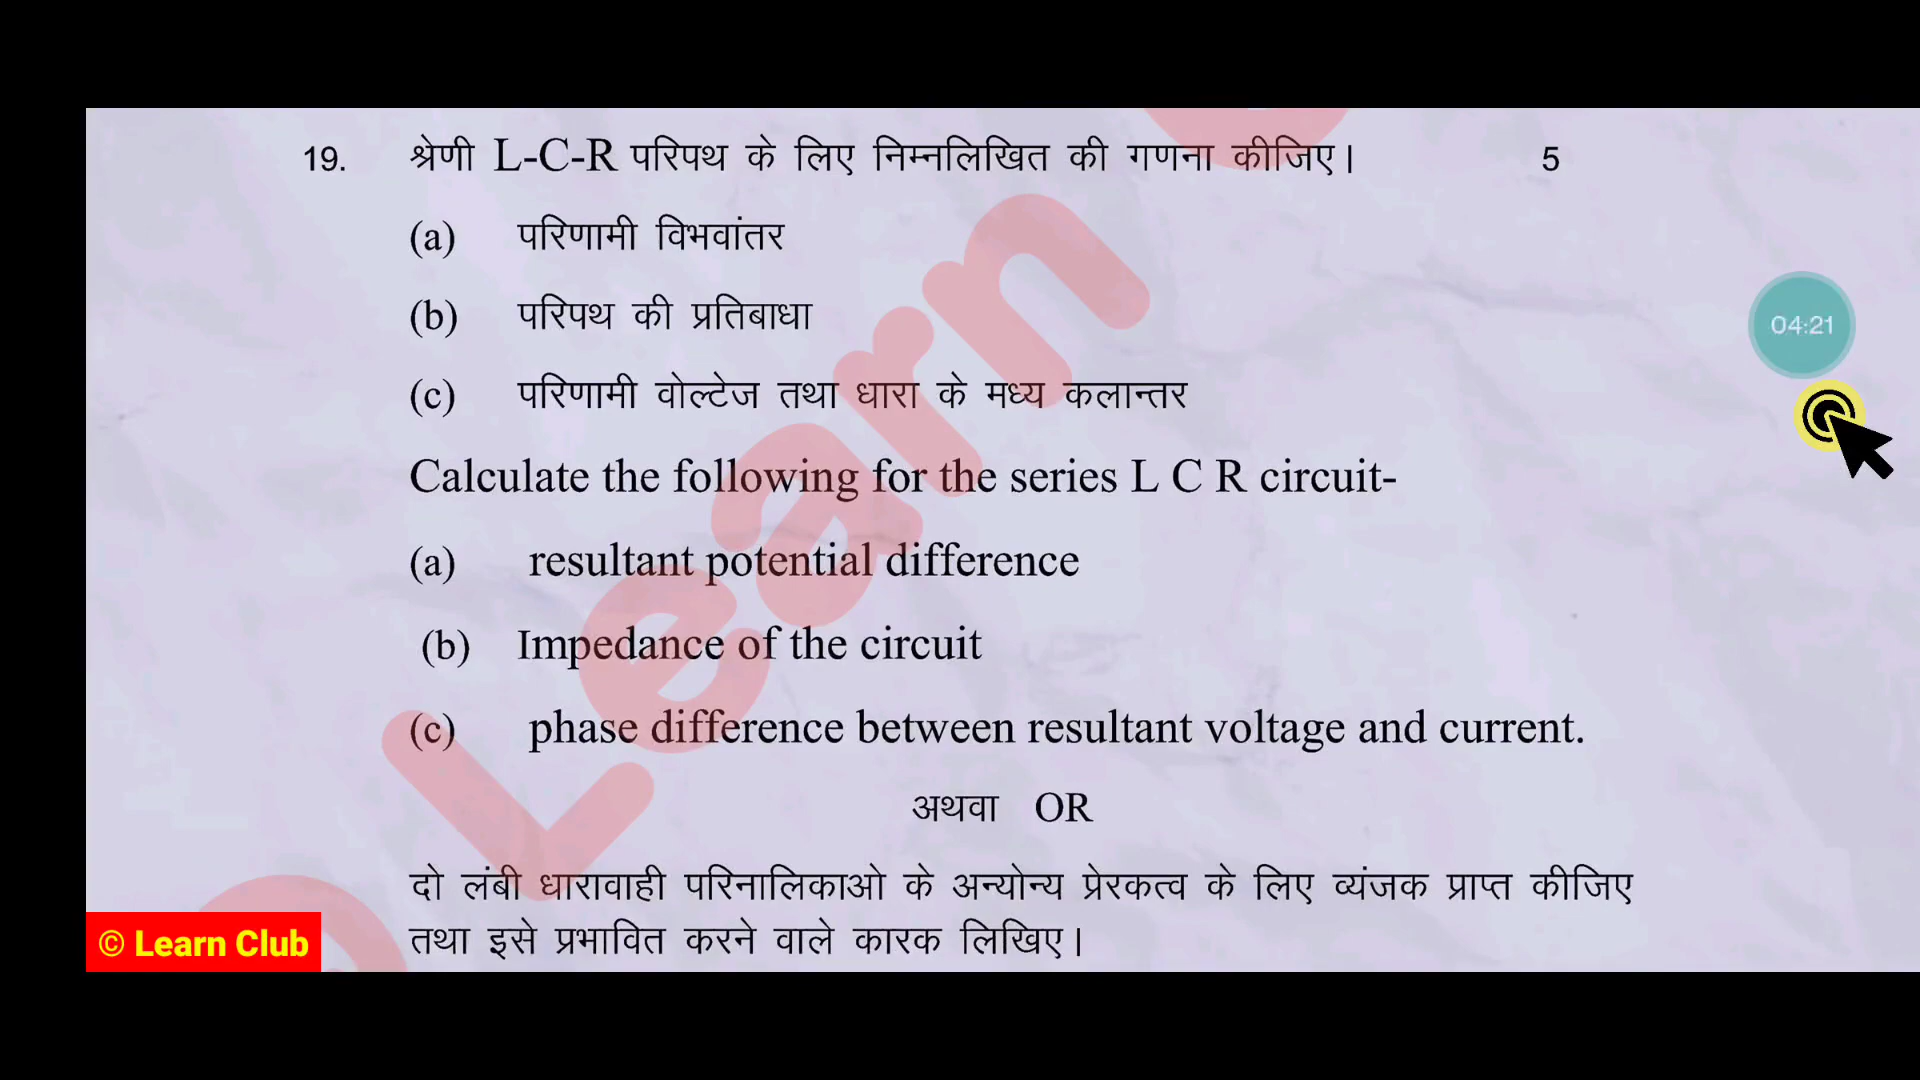 19. श्रेणी L-C-R परिपथ के लिए निम्नलिखित की गणना कीजिए। 5
(a) परिणामी विभवांतर
(b) परिपथ की प्रतिबाधा
(c) परिणामी वोल्टेज तथा धारा के मध्य कलान्तर
Calculate the following for the series L C R circuit-
(a) resultant potential difference
(b) Impedance of the circuit
(c) phase difference between resultant voltage and current.
अथवा OR
दो लंबी धारावाही परिनालिकाओ के अन्योन्य प्रेरकत्व के लिए व्यंजक प्राप्त कीजिए
तथा इसे प्रभावित करने वाले कारक लिखिए।
04:21
© Learn Club
Learn